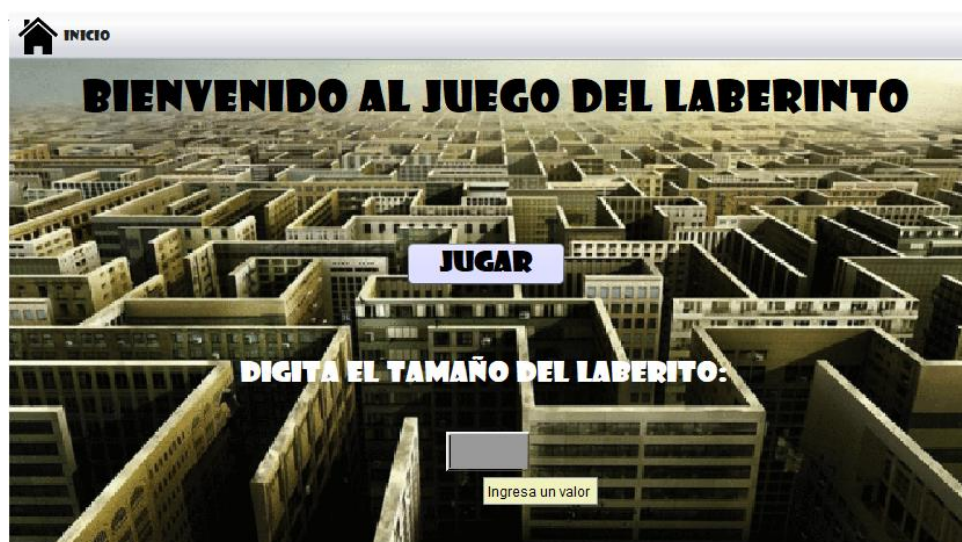 INICIO
BIENVENIDO AL JUEGO DEL LABERINTO
JUGAR
DIGITA EL TAMAÑO DEL LABERITO:
Ingresa un valor